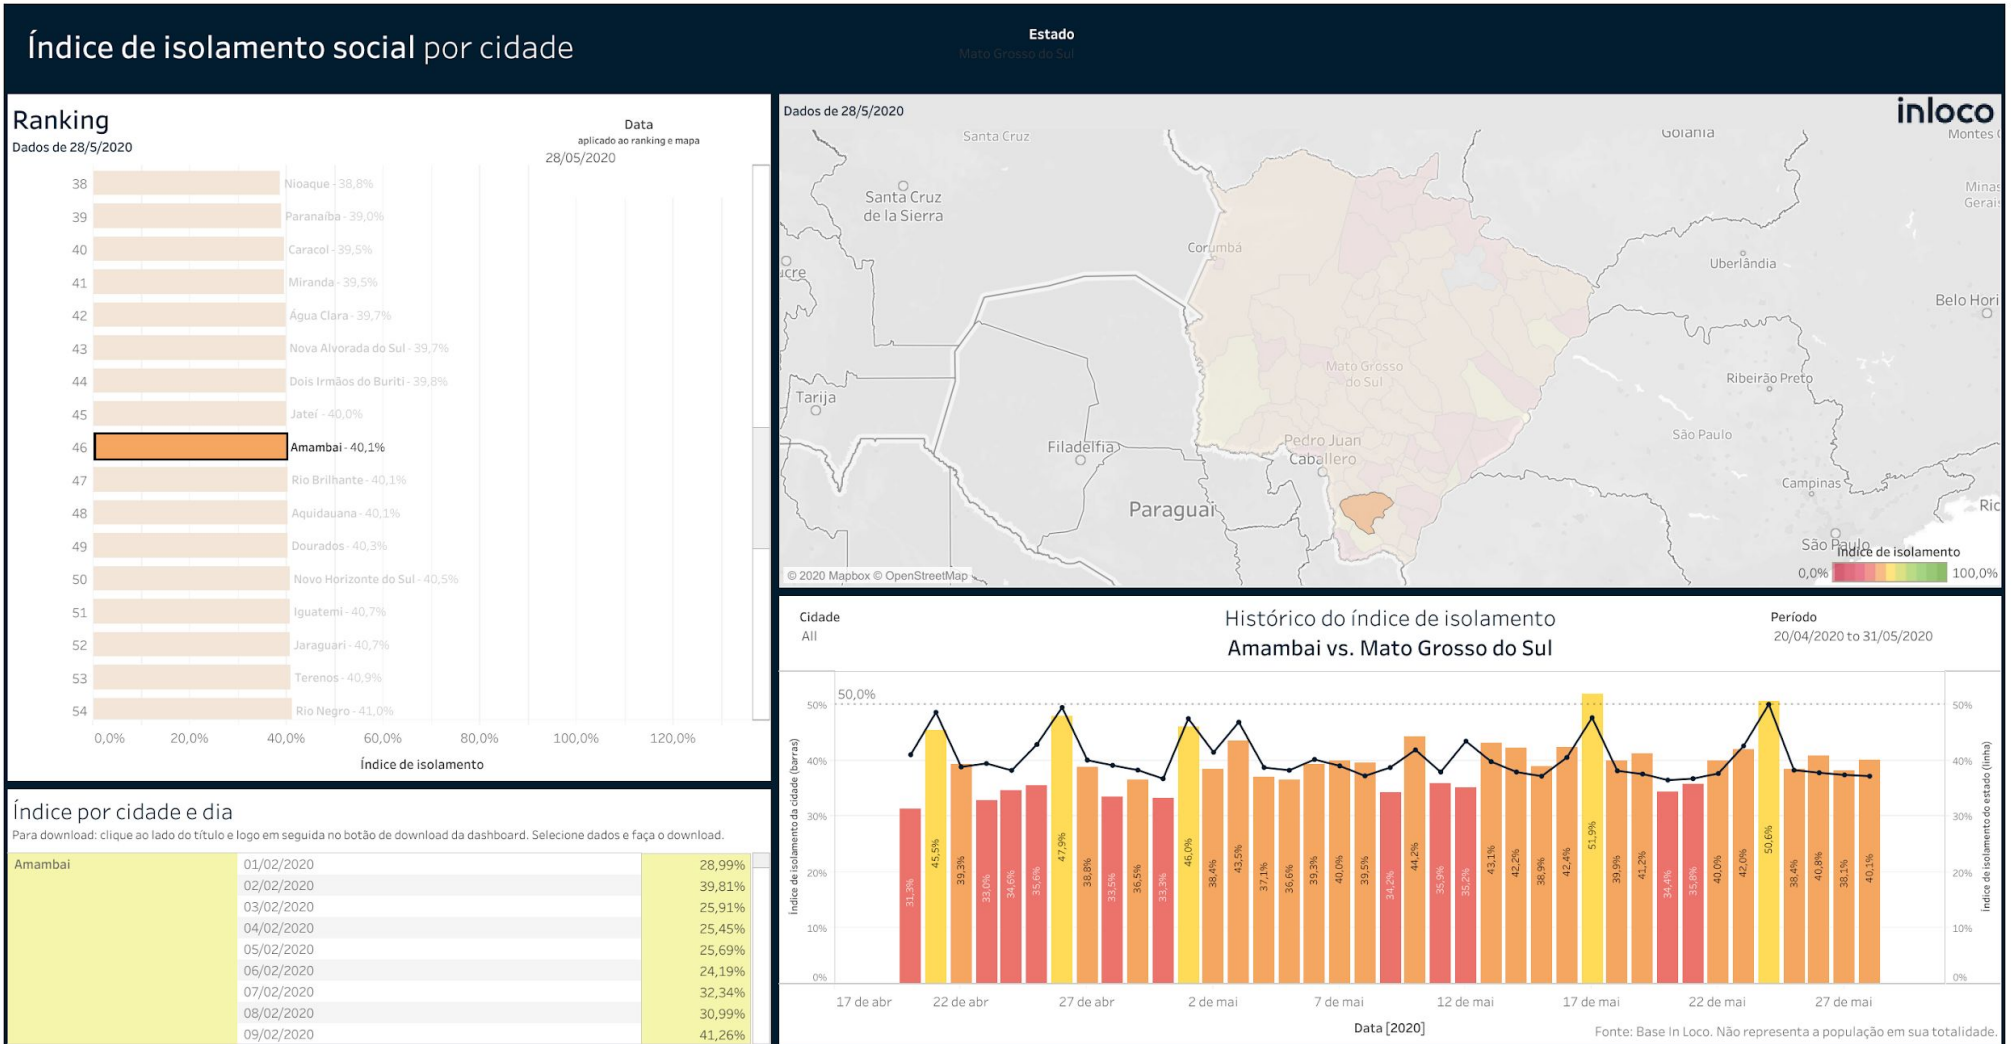 Índice de isolamento social por cidade
Estado
Mato Grosso do Sul
Ranking
Dados de 28/5/2020
Data
aplicado ao ranking e mapa
28/05/2020
38 Nioaque - 38,8%
39 Paranaíba - 39,0%
40 Caracol - 39,5%
41 Miranda - 39,5%
42 Água Clara - 39,7%
43 Nova Alvorada do Sul - 39,7%
44 Dois Irmãos do Buriti - 39,8%
45 Jateí - 40,0%
46 Amambai - 40,1%
47 Rio Brilhante - 40,1%
48 Aquidauana - 40,1%
49 Dourados - 40,3%
50 Novo Horizonte do Sul - 40,5%
51 Iguatemi - 40,7%
52 Jaraguari - 40,7%
53 Terenos - 40,9%
54 Rio Negro - 41,0%
0,0% 20,0% 40,0% 60,0% 80,0% 100,0% 120,0%
Índice de isolamento
Índice por cidade e dia
Para download: clique ao lado do título e logo em seguida no botão de download da dashboard. Selecione dados e faça o download.
Amambai 01/02/2020 28,99%
02/02/2020 39,81%
03/02/2020 25,91%
04/02/2020 25,45%
05/02/2020 25,69%
06/02/2020 24,19%
07/02/2020 32,34%
08/02/2020 30,99%
09/02/2020 41,26%
Dados de 28/5/2020
inloco
Santa Cruz
Goiânia
Montes
Santa Cruz
de la Sierra
Minas
Gerais
Corumbá
Uberlândia
ucre
Belo Hori
Mato Grosso
do Sul
Ribeirão Preto
Tarija
Filadelfia
Pedro Juan
Caballero
São Paulo
Campinas
Paraguai
Ric
São Paulo
Índice de isolamento
0,0% 100,0%
© 2020 Mapbox © OpenStreetMap
Cidade
All
Histórico do índice de isolamento
Amambai vs. Mato Grosso do Sul
Período
20/04/2020 to 31/05/2020
50,0%
Índice de isolamento da cidade (barras)
50%
40%
30%
20%
10%
0%
31,3%
45,5%
39,3%
33,0%
34,6%
35,6%
47,9%
38,8%
33,5%
36,5%
33,3%
46,0%
38,4%
43,5%
37,1%
36,6%
39,3%
40,0%
39,5%
34,2%
44,2%
35,9%
35,2%
43,1%
42,2%
38,9%
42,4%
51,9%
39,9%
41,2%
34,4%
35,8%
40,0%
42,0%
50,6%
38,4%
40,8%
38,1%
40,1%
50%
40%
30%
20%
10%
0%
Índice de isolamento do estado (linha)
17 de abr 22 de abr 27 de abr 2 de mai 7 de mai 12 de mai 17 de mai 22 de mai 27 de mai
Data [2020]
Fonte: Base In Loco. Não representa a população em sua totalidade.